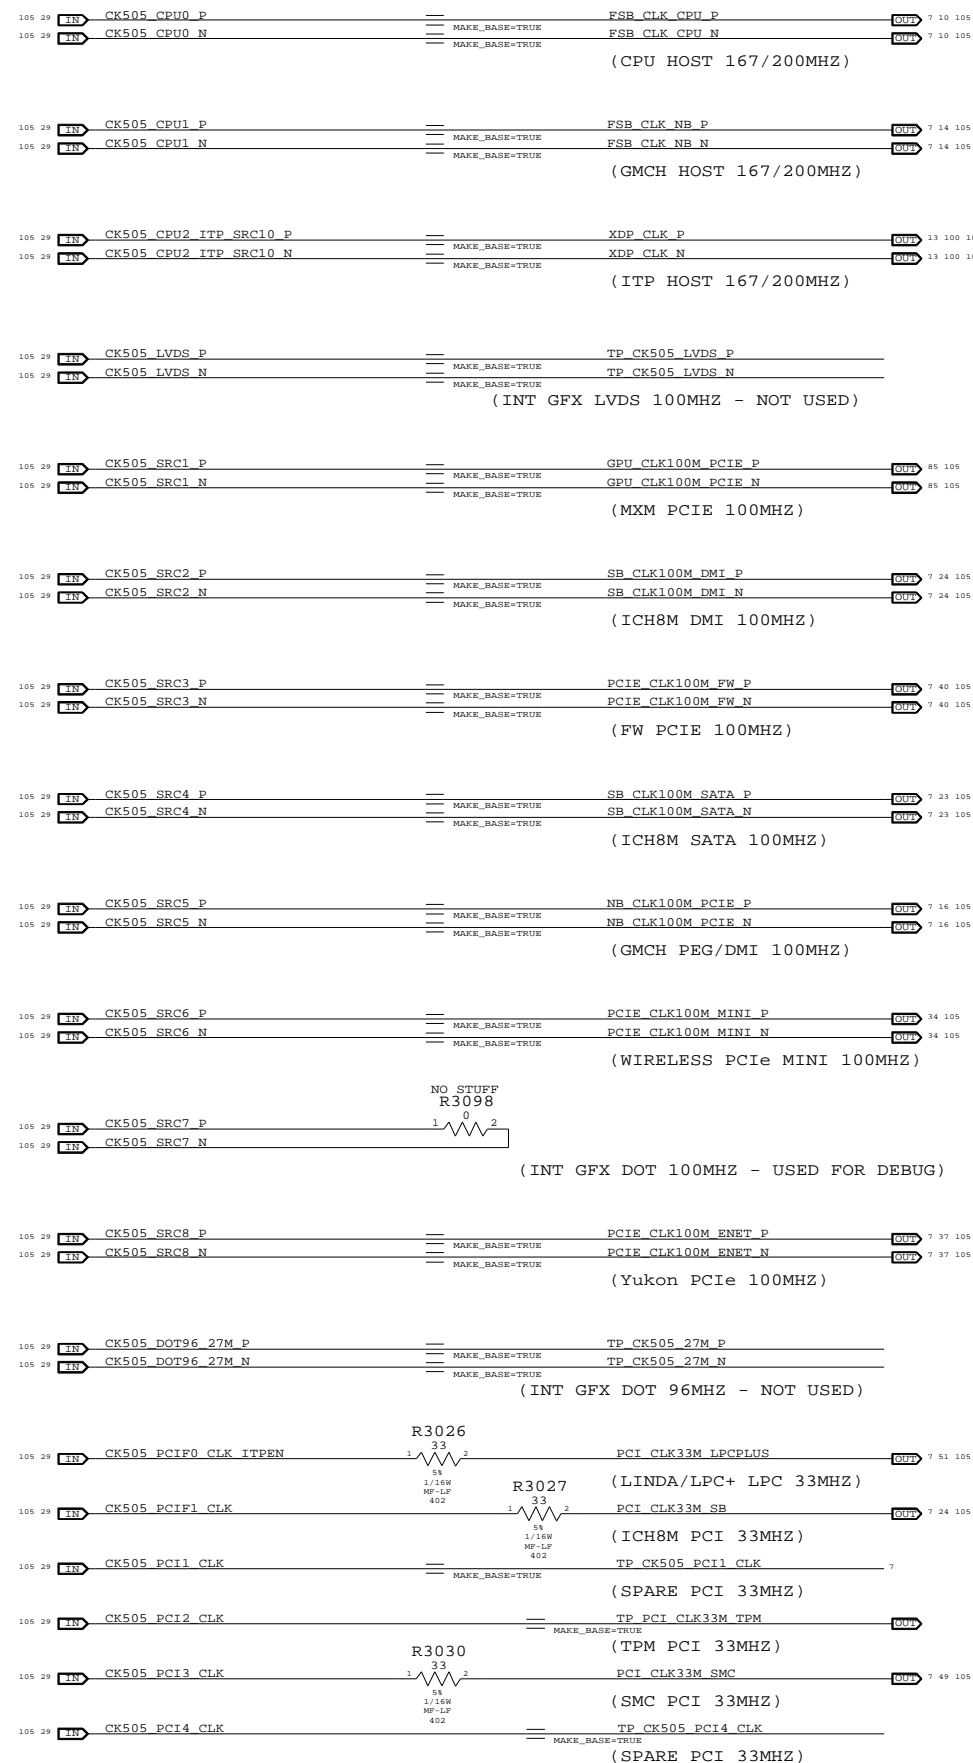 105 29 IN CK505_CPU0_P FSB_CLK_CPU_P OUT 7 10 105
MAKE_BASE=TRUE
105 29 IN CK505_CPU0_N FSB_CLK_CPU_N OUT 7 10 105
MAKE_BASE=TRUE
(CPU HOST 167/200MHZ)
105 29 IN CK505_CPU1_P FSB_CLK_NB_P OUT 7 14 105
MAKE_BASE=TRUE
105 29 IN CK505_CPU1_N FSB_CLK_NB_N OUT 7 14 105
MAKE_BASE=TRUE
(GMCH HOST 167/200MHZ)
105 29 IN CK505_CPU2_ITP_SRC10_P XDP_CLK_P OUT 13 100
MAKE_BASE=TRUE
105 29 IN CK505_CPU2_ITP_SRC10_N XDP_CLK_N OUT 13 100
MAKE_BASE=TRUE
(ITP HOST 167/200MHZ)
105 29 IN CK505_LVDS_P TP_CK505_LVDS_P
MAKE_BASE=TRUE
105 29 IN CK505_LVDS_N TP_CK505_LVDS_N
MAKE_BASE=TRUE
(INT GFX LVDS 100MHZ - NOT USED)
105 29 IN CK505_SRC1_P GPU_CLK100M_PCIE_P OUT 85 105
MAKE_BASE=TRUE
105 29 IN CK505_SRC1_N GPU_CLK100M_PCIE_N OUT 85 105
MAKE_BASE=TRUE
(MXM PCIE 100MHZ)
105 29 IN CK505_SRC2_P SB_CLK100M_DMI_P OUT 7 24 105
MAKE_BASE=TRUE
105 29 IN CK505_SRC2_N SB_CLK100M_DMI_N OUT 7 24 105
MAKE_BASE=TRUE
(ICH8M DMI 100MHZ)
105 29 IN CK505_SRC3_P PCIE_CLK100M_FW_P OUT 7 40 105
MAKE_BASE=TRUE
105 29 IN CK505_SRC3_N PCIE_CLK100M_FW_N OUT 7 40 105
MAKE_BASE=TRUE
(FW PCIE 100MHZ)
105 29 IN CK505_SRC4_P SB_CLK100M_SATA_P OUT 7 23 105
MAKE_BASE=TRUE
105 29 IN CK505_SRC4_N SB_CLK100M_SATA_N OUT 7 23 105
MAKE_BASE=TRUE
(ICH8M SATA 100MHZ)
105 29 IN CK505_SRC5_P NB_CLK100M_PCIE_P OUT 7 16 105
MAKE_BASE=TRUE
105 29 IN CK505_SRC5_N NB_CLK100M_PCIE_N OUT 7 16 105
MAKE_BASE=TRUE
(GMCH PEG/DMI 100MHZ)
105 29 IN CK505_SRC6_P PCIE_CLK100M_MINI_P OUT 34 105
MAKE_BASE=TRUE
105 29 IN CK505_SRC6_N PCIE_CLK100M_MINI_N OUT 34 105
MAKE_BASE=TRUE
(WIRELESS PCIe MINI 100MHZ)
NO STUFF
R3098
0
105 29 IN CK505_SRC7_P 1 2
105 29 IN CK505_SRC7_N
(INT GFX DOT 100MHZ - USED FOR DEBUG)
105 29 IN CK505_SRC8_P PCIE_CLK100M_ENET_P OUT 7 37 105
MAKE_BASE=TRUE
105 29 IN CK505_SRC8_N PCIE_CLK100M_ENET_N OUT 7 37 105
MAKE_BASE=TRUE
(Yukon PCIe 100MHZ)
105 29 IN CK505_DOT96_27M_P TP_CK505_27M_P
MAKE_BASE=TRUE
105 29 IN CK505_DOT96_27M_N TP_CK505_27M_N
MAKE_BASE=TRUE
(INT GFX DOT 96MHZ - NOT USED)
R3026
33
105 29 IN CK505_PCIF0_CLK_ITPEN 1 2 PCI_CLK33M_LPCPLUS OUT 7 51 105
5%
1/16W
MF-LF
402
(LINDA/LPC+ LPC 33MHZ)
R3027
33
105 29 IN CK505_PCIF1_CLK 1 2 PCI_CLK33M_SB OUT 7 24 105
5%
1/16W
MF-LF
402
(ICH8M PCI 33MHZ)
105 29 IN CK505_PCI1_CLK TP_CK505_PCI1_CLK 7
MAKE_BASE=TRUE
(SPARE PCI 33MHZ)
105 29 IN CK505_PCI2_CLK TP_PCI_CLK33M_TPM OUT
MAKE_BASE=TRUE
(TPM PCI 33MHZ)
R3030
33
105 29 IN CK505_PCI3_CLK 1 2 PCI_CLK33M_SMC OUT 7 49 105
5%
1/16W
MF-LF
402
(SMC PCI 33MHZ)
105 29 IN CK505_PCI4_CLK TP_CK505_PCI4_CLK
MAKE_BASE=TRUE
(SPARE PCI 33MHZ)